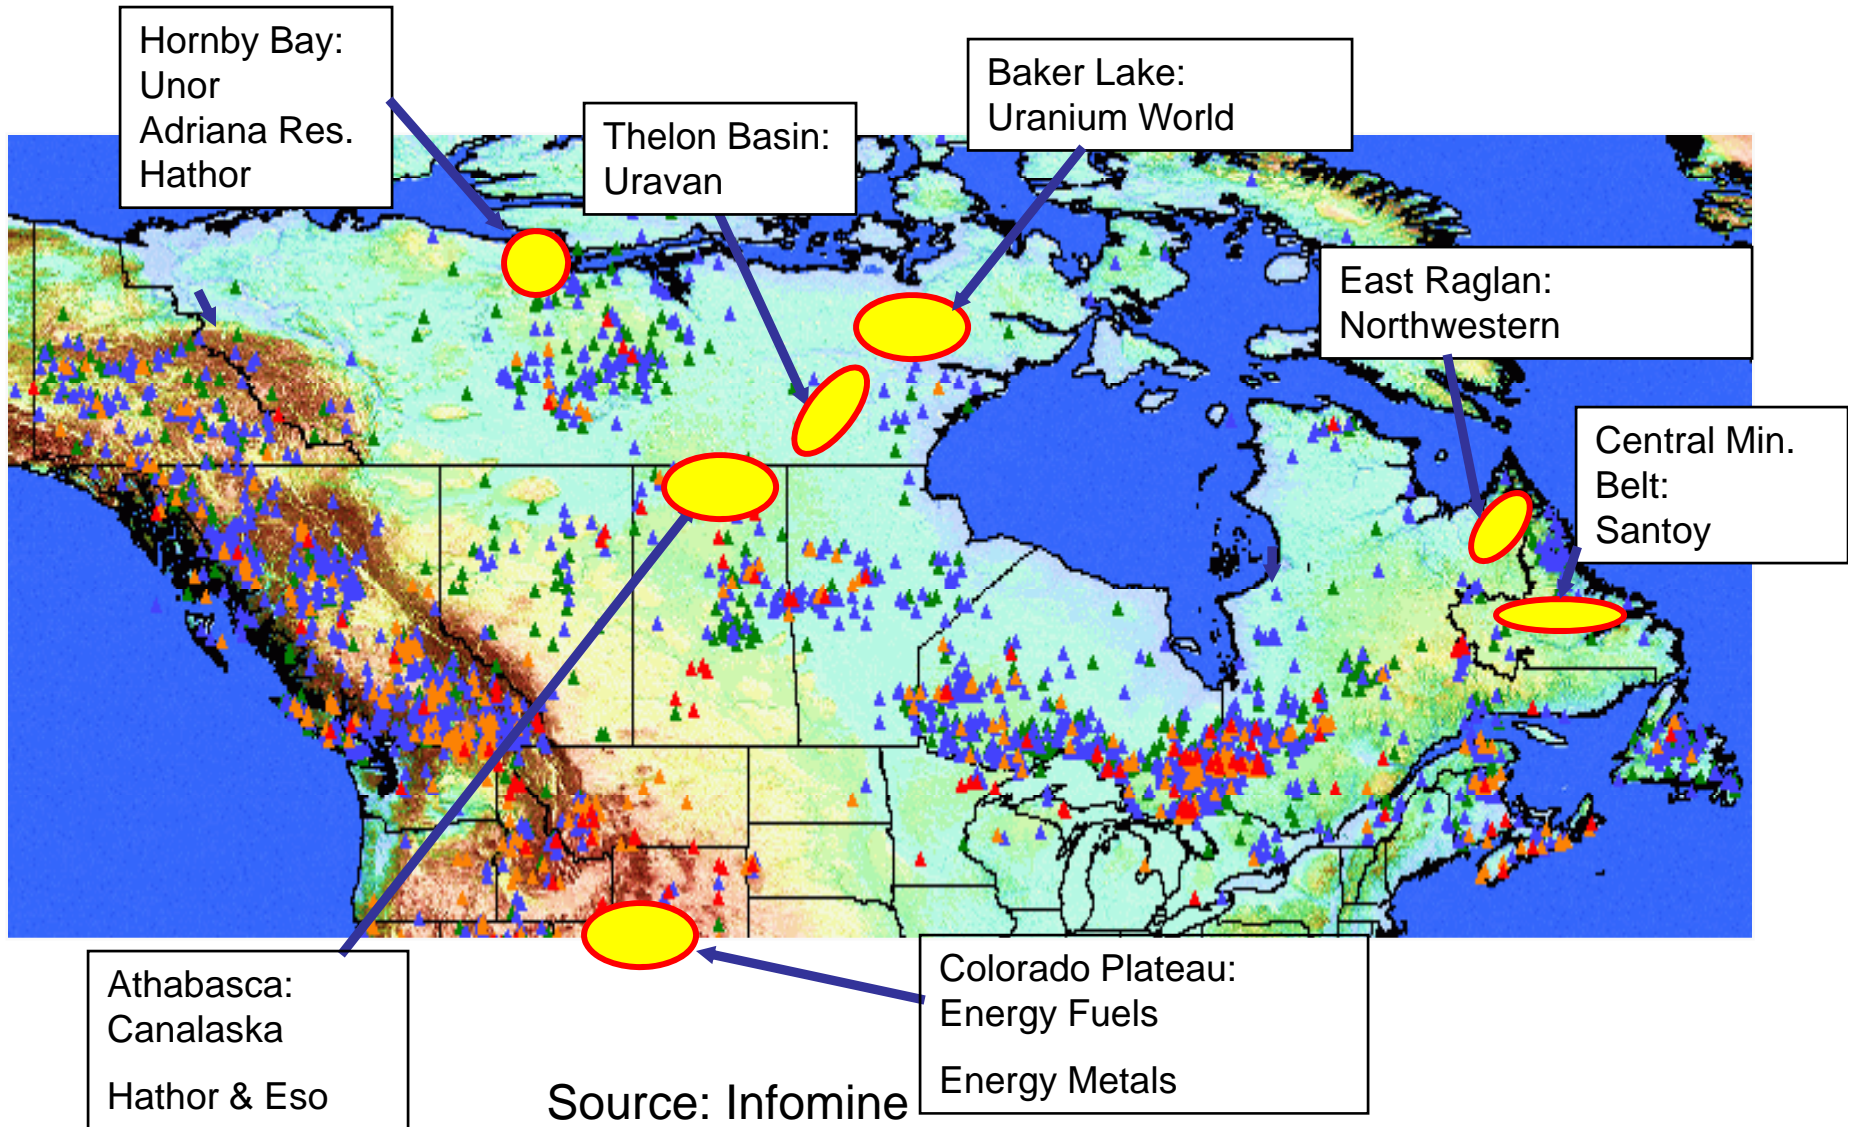 Hornby Bay:
Unor
Adriana Res.
Hathor
Thelon Basin:
Uravan
Baker Lake:
Uranium World
East Raglan:
Northwestern
Central Min.
Belt:
Santoy
Athabasca:
Canalaska
Hathor & Eso
Colorado Plateau:
Energy Fuels
Energy Metals
Source: Infomine